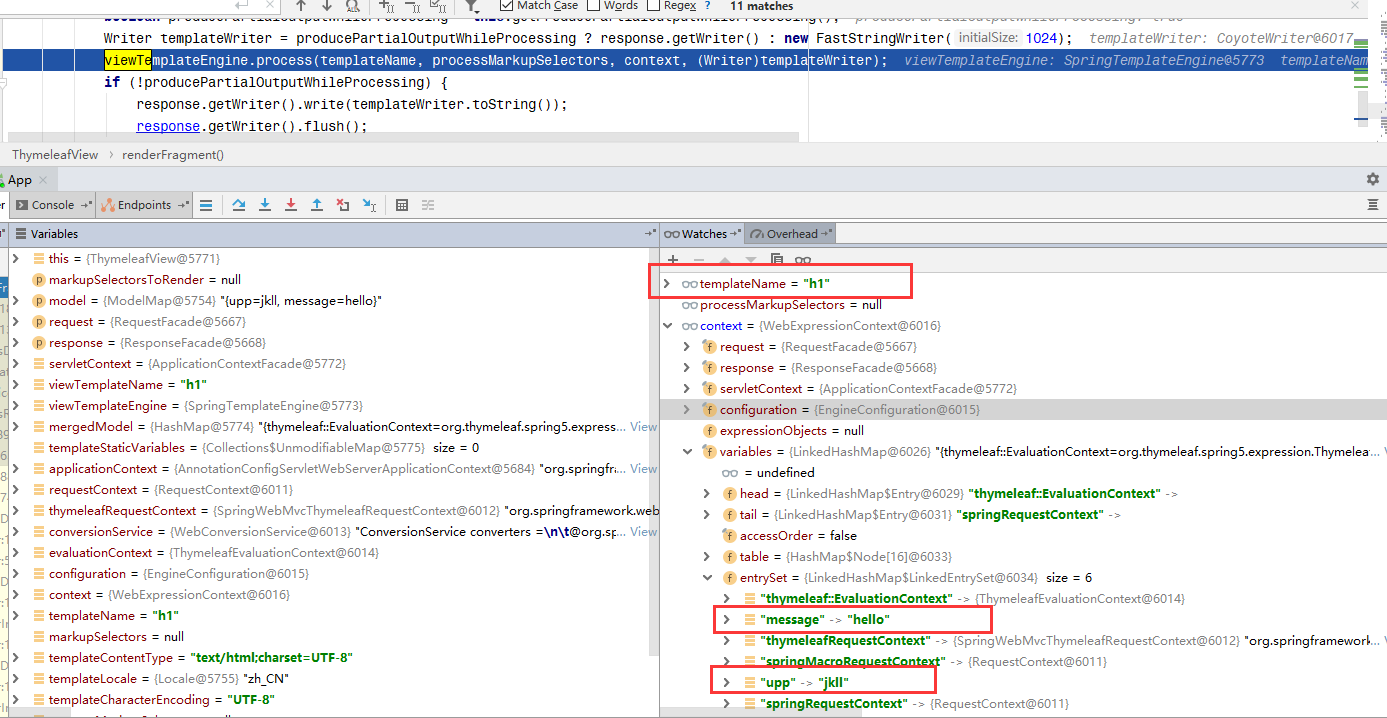 Match Case Words Regex ? 11 matches
Writer templateWriter = producePartialOutputWhileProcessing ? response.getWriter() : new FastStringWriter( initialSize: 1024); templateWriter: CoyoteWriter@6017
viewTemplateEngine.process(templateName, processMarkupSelectors, context, (Writer)templateWriter); viewTemplateEngine: SpringTemplateEngine@5773 templateNam
if (!producePartialOutputWhileProcessing) {
response.getWriter().write(templateWriter.toString());
response.getWriter().flush();
ThymeleafView › renderFragment()
App
Console Endpoints
Variables
this = {ThymeleafView@5771}
markupSelectorsToRender = null
model = {ModelMap@5754} "{upp=jkll, message=hello}"
request = {RequestFacade@5667}
response = {ResponseFacade@5668}
servletContext = {ApplicationContextFacade@5772}
viewTemplateName = "h1"
viewTemplateEngine = {SpringTemplateEngine@5773}
mergedModel = {HashMap@5774} "{thymeleaf::EvaluationContext=org.thymeleaf.spring5.express... View
templateStaticVariables = {Collections$UnmodifiableMap@5775} size = 0
applicationContext = {AnnotationConfigServletWebServerApplicationContext@5684} "org.springfr... View
requestContext = {RequestContext@6011}
thymeleafRequestContext = {SpringWebMvcThymeleafRequestContext@6012} "org.springframework.web
conversionService = {WebConversionService@6013} "ConversionService converters =\n\t@org.sp... View
evaluationContext = {ThymeleafEvaluationContext@6014}
configuration = {EngineConfiguration@6015}
context = {WebExpressionContext@6016}
templateName = "h1"
markupSelectors = null
templateContentType = "text/html;charset=UTF-8"
templateLocale = {Locale@5755} "zh_CN"
templateCharacterEncoding = "UTF-8"
Watches Overhead
templateName = "h1"
processMarkupSelectors = null
context = {WebExpressionContext@6016}
request = {RequestFacade@5667}
response = {ResponseFacade@5668}
servletContext = {ApplicationContextFacade@5772}
configuration = {EngineConfiguration@6015}
expressionObjects = null
variables = {LinkedHashMap@6026} "{thymeleaf::EvaluationContext=org.thymeleaf.spring5.expression.Thymelea... View
= undefined
head = {LinkedHashMap$Entry@6029} "thymeleaf::EvaluationContext" ->
tail = {LinkedHashMap$Entry@6031} "springRequestContext" ->
accessOrder = false
table = {HashMap$Node[16]@6033}
entrySet = {LinkedHashMap$LinkedEntrySet@6034} size = 6
"thymeleaf::EvaluationContext" -> {ThymeleafEvaluationContext@6014}
"message" -> "hello"
"thymeleafRequestContext" -> {SpringWebMvcThymeleafRequestContext@6012} "org.springframework
"springMacroRequestContext" -> {RequestContext@6011}
"upp" -> "jkll"
"springRequestContext" -> {RequestContext@6011}